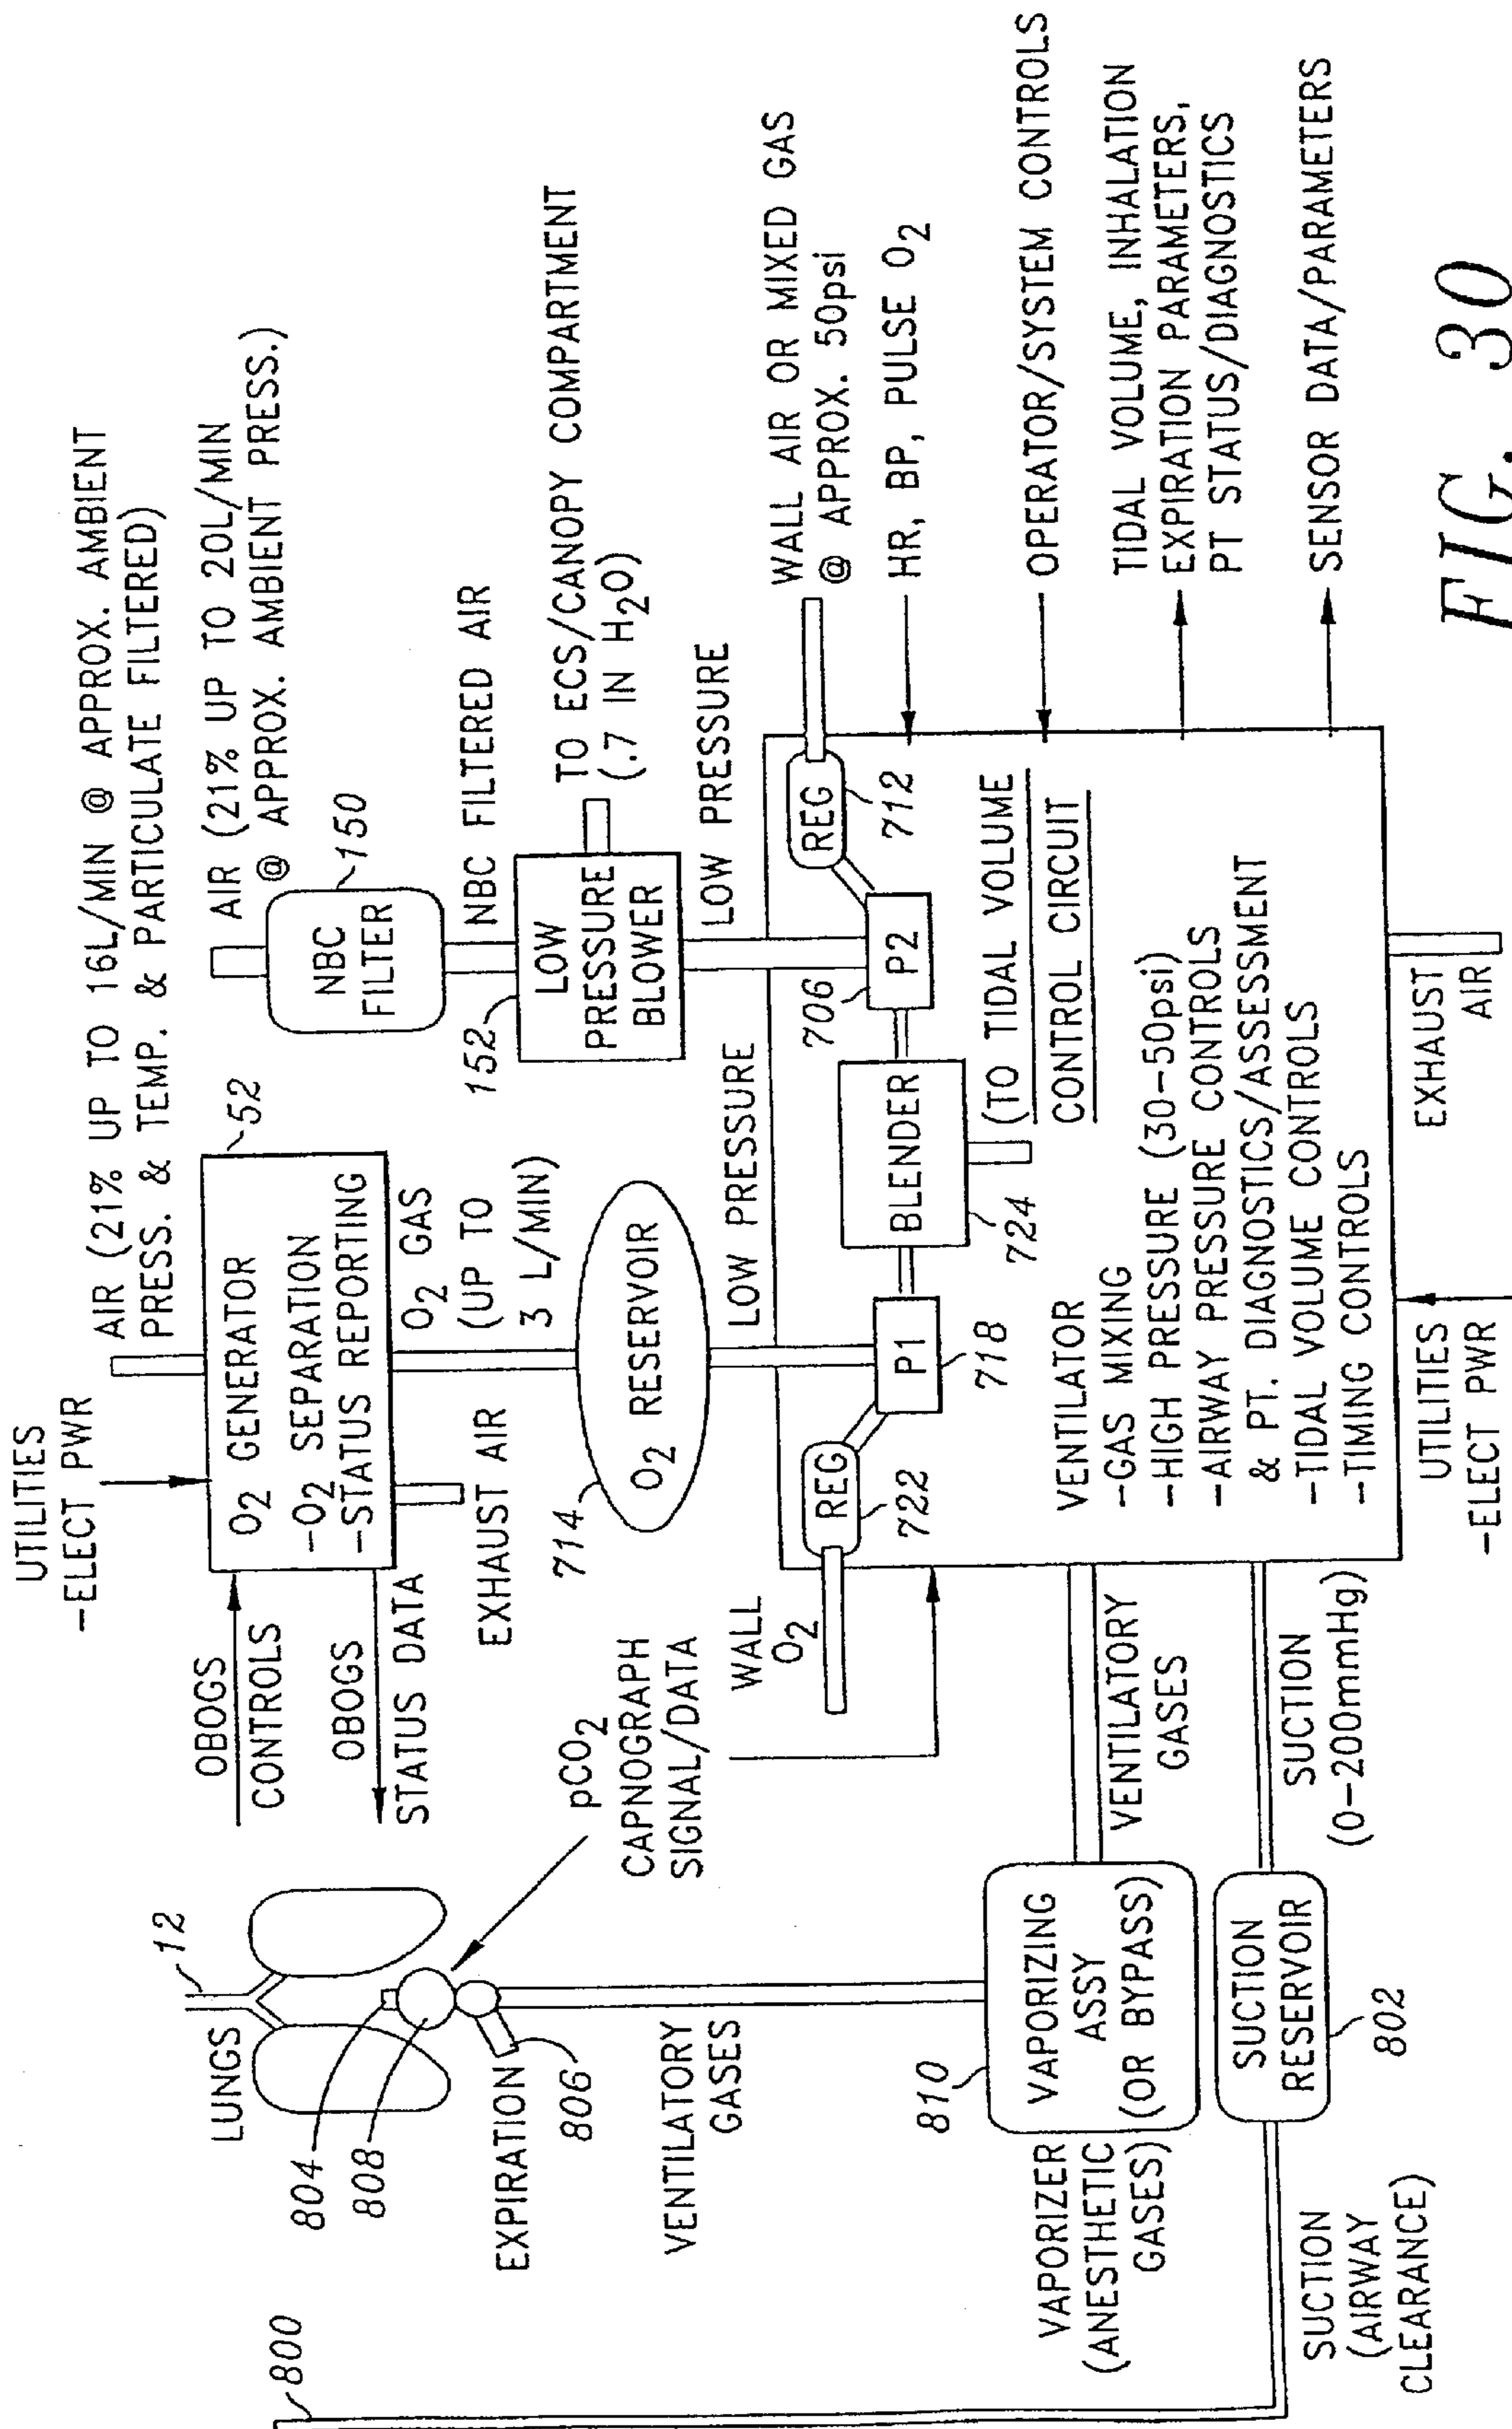 UTILITIES
-ELECT PWR
AIR (21% UP TO 16L/MIN @ APPROX. AMBIENT
PRESS. & TEMP. & PARTICULATE FILTERED)
OBOGS
CONTROLS
OBOGS
STATUS DATA
52
O2 GENERATOR
-O2 SEPARATION
-STATUS REPORTING
EXHAUST AIR
O2 GAS
(UP TO
3 L/MIN)
714
O2 RESERVOIR
LOW PRESSURE
AIR (21% UP TO 20L/MIN
@ APPROX. AMBIENT PRESS.)
150
NBC
FILTER
NBC FILTERED AIR
152
LOW
PRESSURE
BLOWER
TO ECS/CANOPY COMPARTMENT
(.7 IN H2O)
LOW PRESSURE
12
LUNGS
804
808
EXPIRATION
806
pCO2
CAPNOGRAPH
SIGNAL/DATA
VENTILATORY
GASES
WALL
O2
REG
722
P1
718
BLENDER
724
706
P2
REG
712
WALL AIR OR MIXED GAS
@ APPROX. 50psi
HR, BP, PULSE O2
(TO TIDAL VOLUME
CONTROL CIRCUIT
OPERATOR/SYSTEM CONTROLS
TIDAL VOLUME, INHALATION
EXPIRATION PARAMETERS,
PT STATUS/DIAGNOSTICS
SENSOR DATA/PARAMETERS
VENTILATOR
-GAS MIXING
-HIGH PRESSURE (30-50psi)
-AIRWAY PRESSURE CONTROLS
& PT. DIAGNOSTICS/ASSESSMENT
-TIDAL VOLUME CONTROLS
-TIMING CONTROLS
VENTILATORY
GASES
810
VAPORIZING
ASSY
(OR BYPASS)
VAPORIZER
(ANESTHETIC
GASES)
SUCTION
(0-200mmHg)
SUCTION
RESERVOIR
802
800
SUCTION
(AIRWAY
CLEARANCE)
UTILITIES
-ELECT PWR
EXHAUST
AIR
FIG. 30